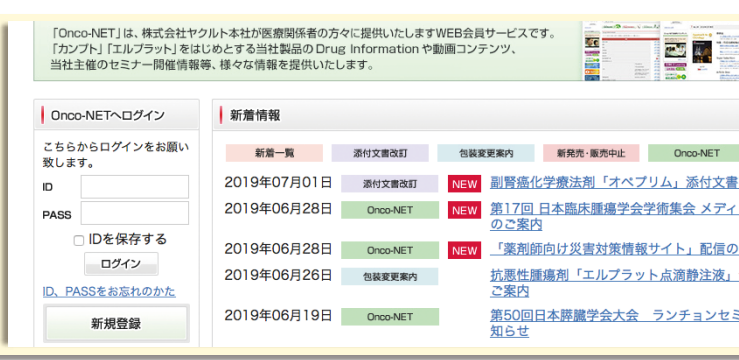 「Onco-NET」は、株式会社ヤクルト本社が医療関係者の方々に提供いたしますWEB会員サービスです。
「カンプト」「エルプラット」をはじめとする当社製品の Drug Information や動画コンテンツ、
当社主催のセミナー開催情報等、様々な情報を提供いたします。
Onco-NETへログイン
こちらからログインをお願い
致します。
ID
PASS
IDを保存する
ログイン
ID、PASSをお忘れのかた
新規登録
新着情報
新着一覧 添付文書改訂 包装変更案内 新発売・販売中止 Onco-NET
2019年07月01日 添付文書改訂 NEW 副腎癌化学療法剤「オペプリム」添付文書
2019年06月28日 Onco-NET NEW 第17回 日本臨床腫瘍学会学術集会 メディ
のご案内
2019年06月28日 Onco-NET NEW 「薬剤師向け災害対策情報サイト」配信の
2019年06月26日 包装変更案内 抗悪性腫瘍剤「エルプラット点滴静注液」
ご案内
2019年06月19日 Onco-NET 第50回日本膵臓学会大会 ランチョンセミ
知らせ